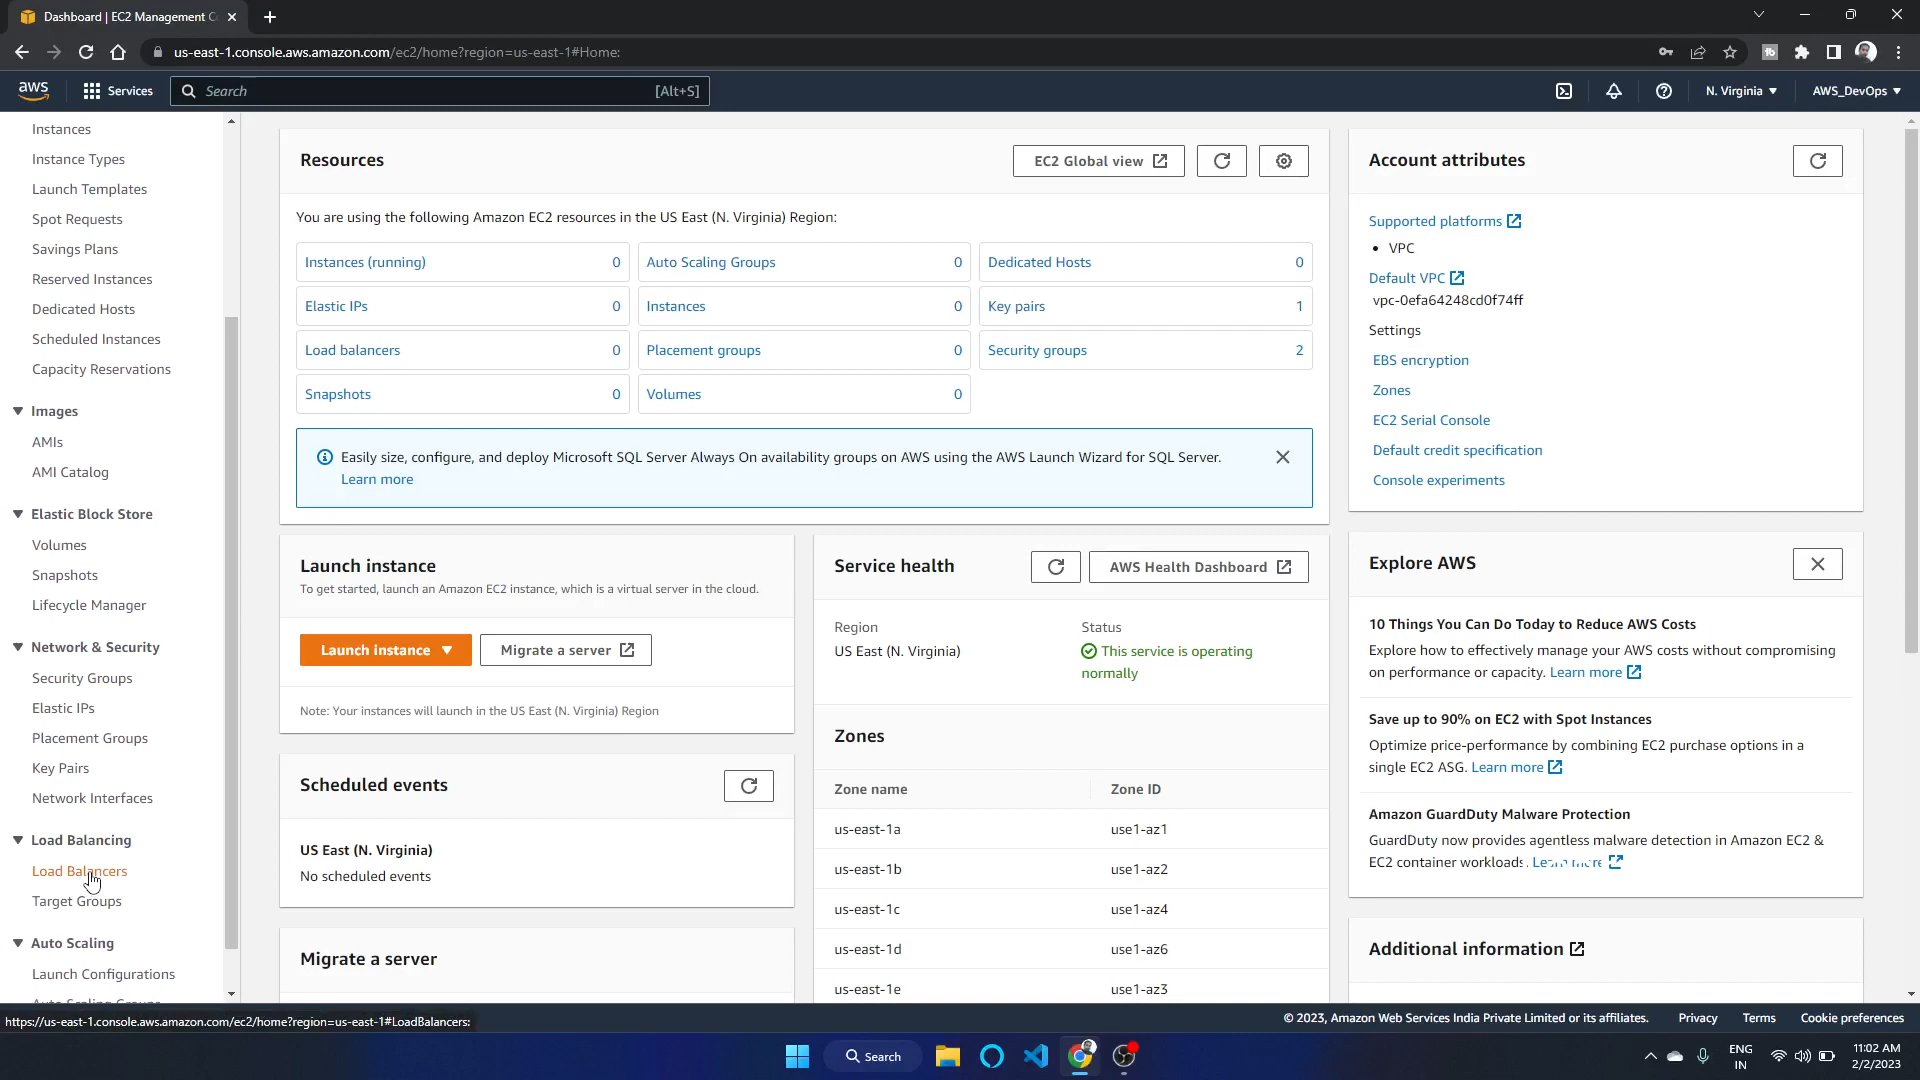 Dashboard | EC2 Management C
us-east-1.console.aws.amazon.com/ec2/home?region=us-east-1#Home:
aws
Services
Search
[Alt+S]
N. Virginia
AWS_DevOps
Instances
Instance Types
Launch Templates
Spot Requests
Savings Plans
Reserved Instances
Dedicated Hosts
Scheduled Instances
Capacity Reservations
Images
AMIs
AMI Catalog
Elastic Block Store
Volumes
Snapshots
Lifecycle Manager
Network & Security
Security Groups
Elastic IPs
Placement Groups
Key Pairs
Network Interfaces
Load Balancing
Load Balancers
Target Groups
Auto Scaling
Launch Configurations
Auto Scaling Groups
Resources
EC2 Global view
You are using the following Amazon EC2 resources in the US East (N. Virginia) Region:
Instances (running) 0
Auto Scaling Groups 0
Dedicated Hosts 0
Elastic IPs 0
Instances 0
Key pairs 1
Load balancers 0
Placement groups 0
Security groups 2
Snapshots 0
Volumes 0
Easily size, configure, and deploy Microsoft SQL Server Always On availability groups on AWS using the AWS Launch Wizard for SQL Server.
Learn more
Launch instance
To get started, launch an Amazon EC2 instance, which is a virtual server in the cloud.
Launch instance
Migrate a server
Note: Your instances will launch in the US East (N. Virginia) Region
Scheduled events
US East (N. Virginia)
No scheduled events
Migrate a server
Service health
AWS Health Dashboard
Region
US East (N. Virginia)
Status
This service is operating
normally
Zones
Zone name Zone ID
us-east-1a use1-az1
us-east-1b use1-az2
us-east-1c use1-az4
us-east-1d use1-az6
us-east-1e use1-az3
Account attributes
Supported platforms
• VPC
Default VPC
vpc-0efa64248cd0f74ff
Settings
EBS encryption
Zones
EC2 Serial Console
Default credit specification
Console experiments
Explore AWS
10 Things You Can Do Today to Reduce AWS Costs
Explore how to effectively manage your AWS costs without compromising
on performance or capacity. Learn more
Save up to 90% on EC2 with Spot Instances
Optimize price-performance by combining EC2 purchase options in a
single EC2 ASG. Learn more
Amazon GuardDuty Malware Protection
GuardDuty now provides agentless malware detection in Amazon EC2 &
EC2 container workloads. Learn more
Additional information
https://us-east-1.console.aws.amazon.com/ec2/home?region=us-east-1#LoadBalancers:
© 2023, Amazon Web Services India Private Limited or its affiliates.
Privacy
Terms
Cookie preferences
Search
ENG
IN
11:02 AM
2/2/2023